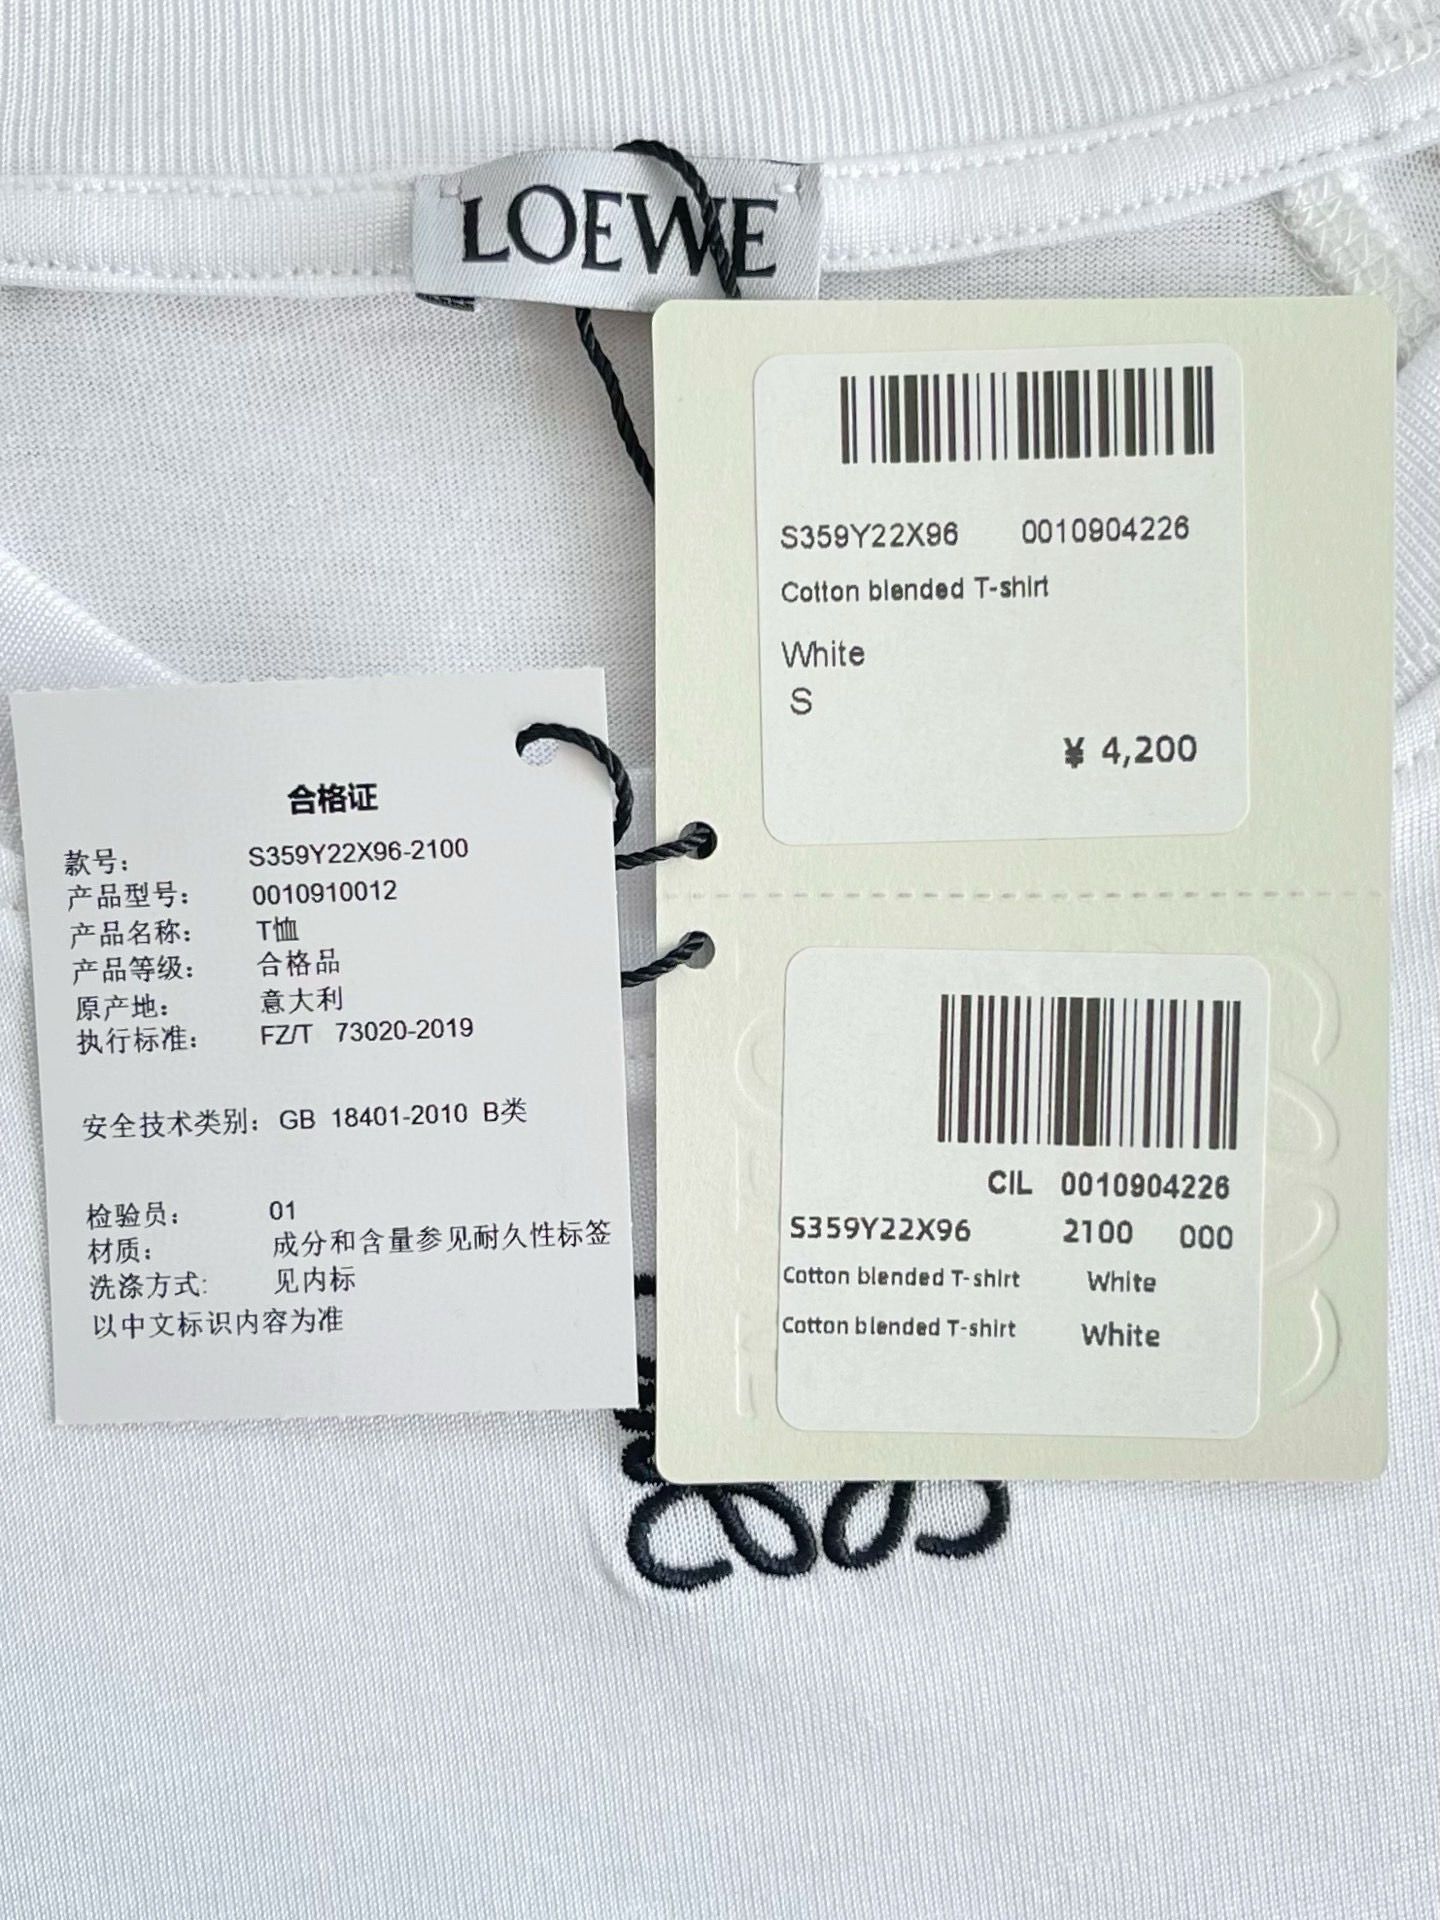 LOEWE
S359Y22X96 0010904226
Cotton blended T-shirt
White
S
¥ 4,200
合格证
款号： S359Y22X96-2100
产品型号： 0010910012
产品名称： T恤
产品等级： 合格品
原产地： 意大利
执行标准： FZ/T 73020-2019
安全技术类别：GB 18401-2010 B类
检验员： 01
材质： 成分和含量参见耐久性标签
洗涤方式: 见内标
以中文标识内容为准
CIL 0010904226
S359Y22X96 2100 000
Cotton blended T-shirt White
Cotton blended T-shirt White